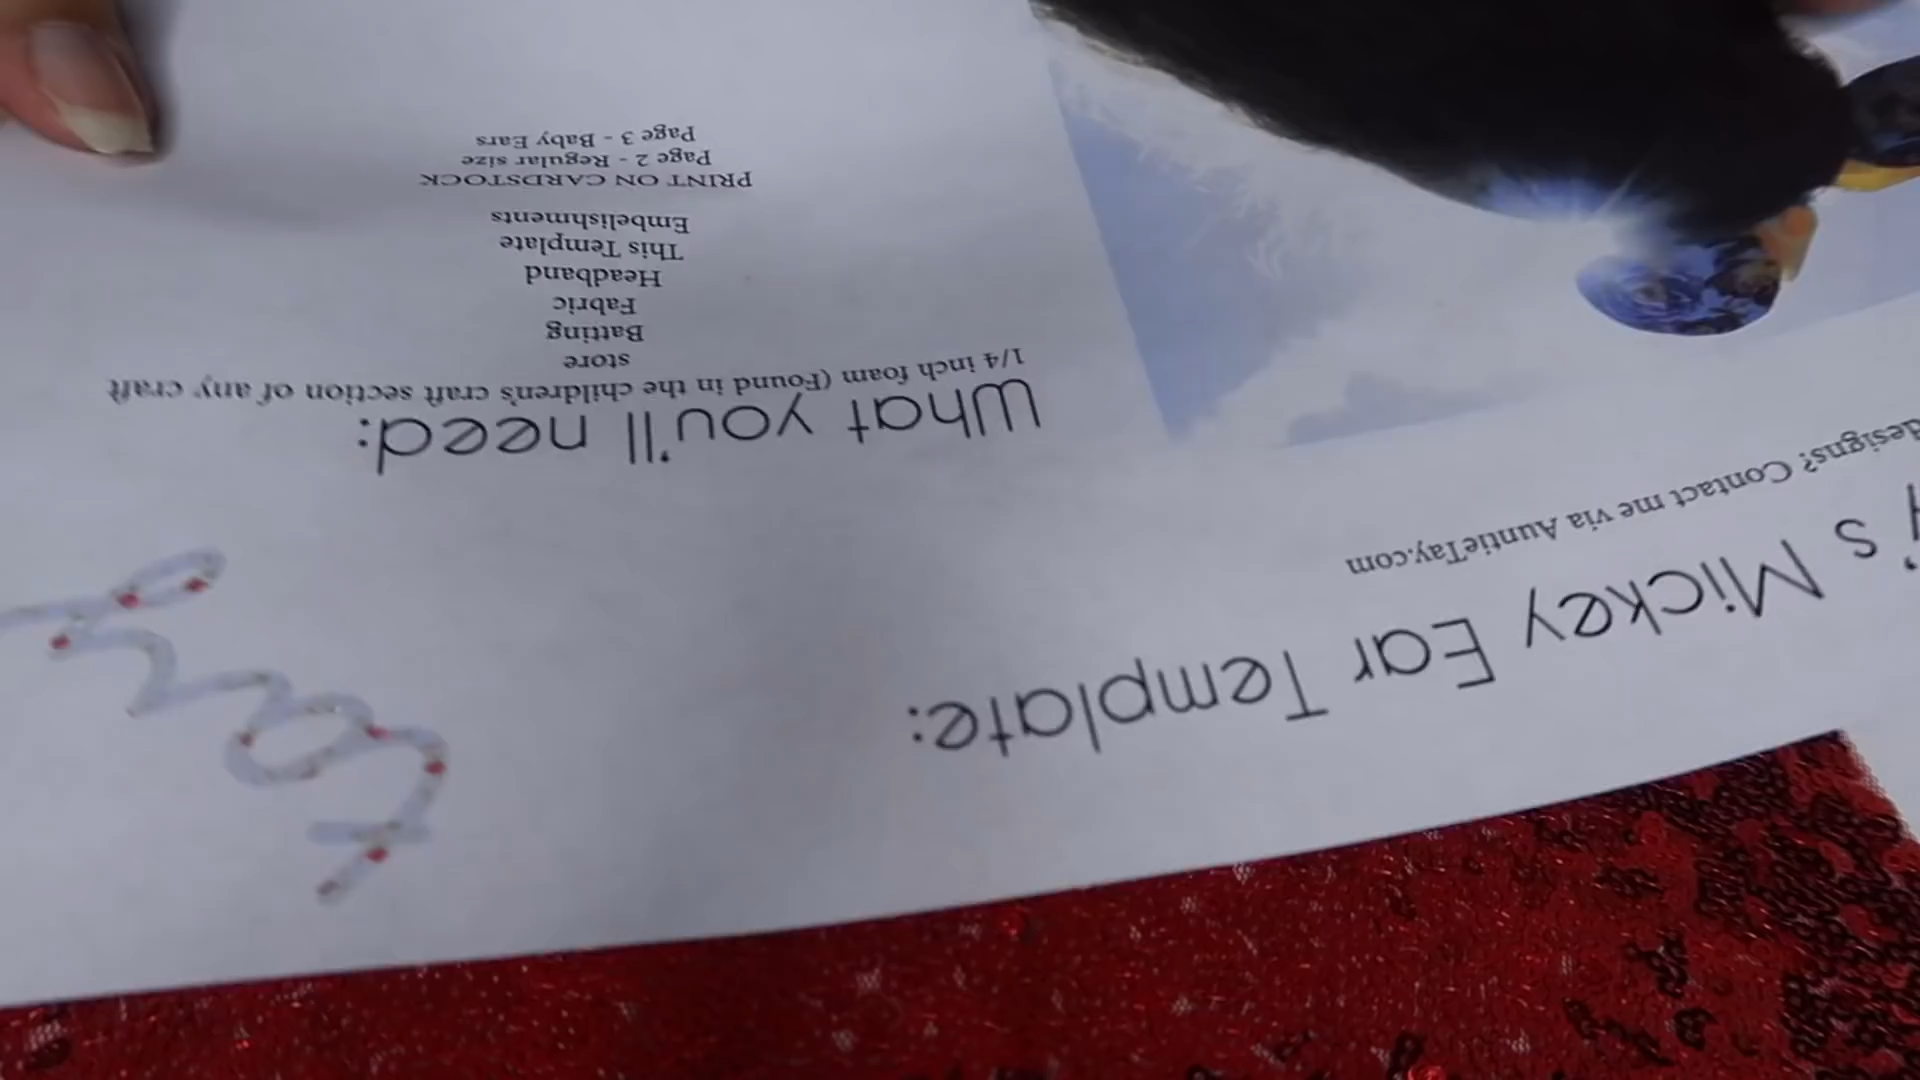 's Mickey Ear Template:
designs? Contact me via AuntieTay.com
What you'll need:
1/4 inch foam (Found in the children's craft section of any craft
store
Batting
Fabric
Headband
This Template
Embelishments
PRINT ON CARDSTOCK
Page 2 - Regular size
Page 3 - Baby Ears